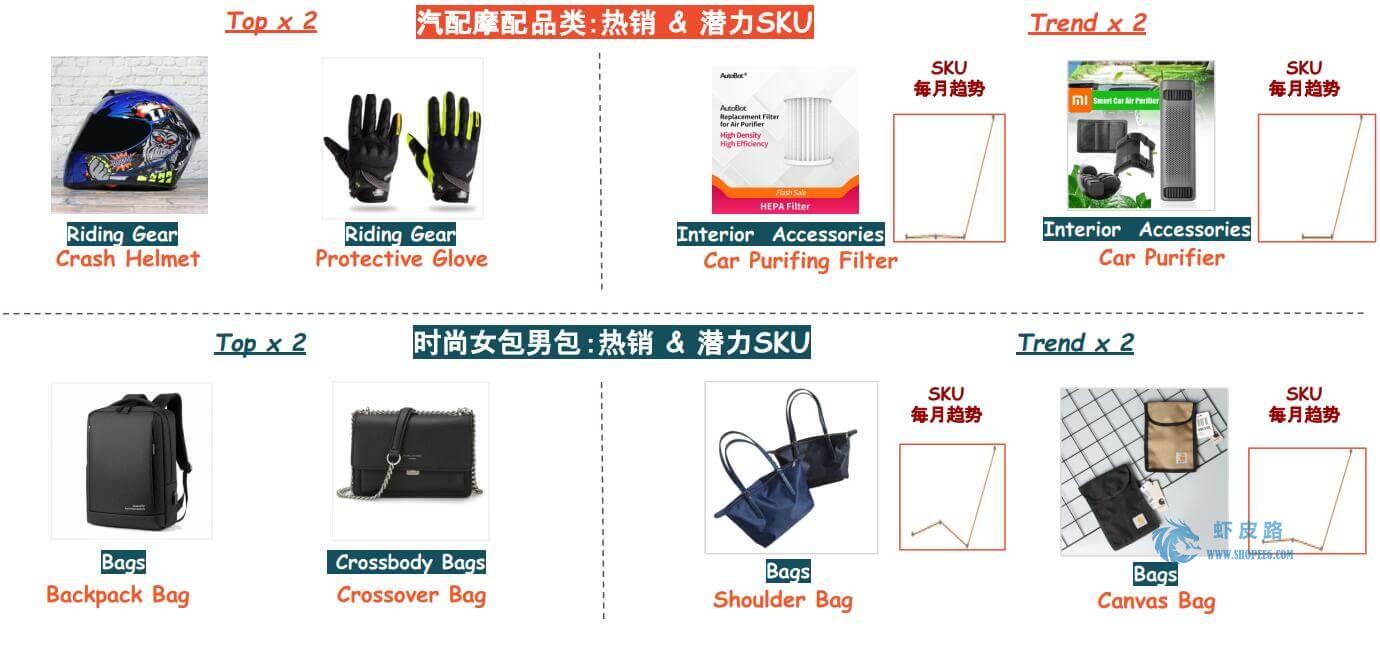 Top x 2
汽配摩配品类:热销 & 潜力SKU
Trend x 2
Riding Gear
Crash Helmet
Riding Gear
Protective Glove
AutoBot®
AutoBot
Replacement Filter
for Air Purifier
High Density
High Efficiency
Flash Sale
HEPA Filter
Interior Accessories
Car Purifing Filter
SKU
每月趋势
mi
Smart Car Air Purifier
Interior Accessories
Car Purifier
SKU
每月趋势
Top x 2
时尚女包男包:热销 & 潜力SKU
Trend x 2
Bags
Backpack Bag
Crossbody Bags
Crossover Bag
Bags
Shoulder Bag
SKU
每月趋势
Bags
Canvas Bag
SKU
每月趋势
虾皮路
WWW.SHOPEE6.COM